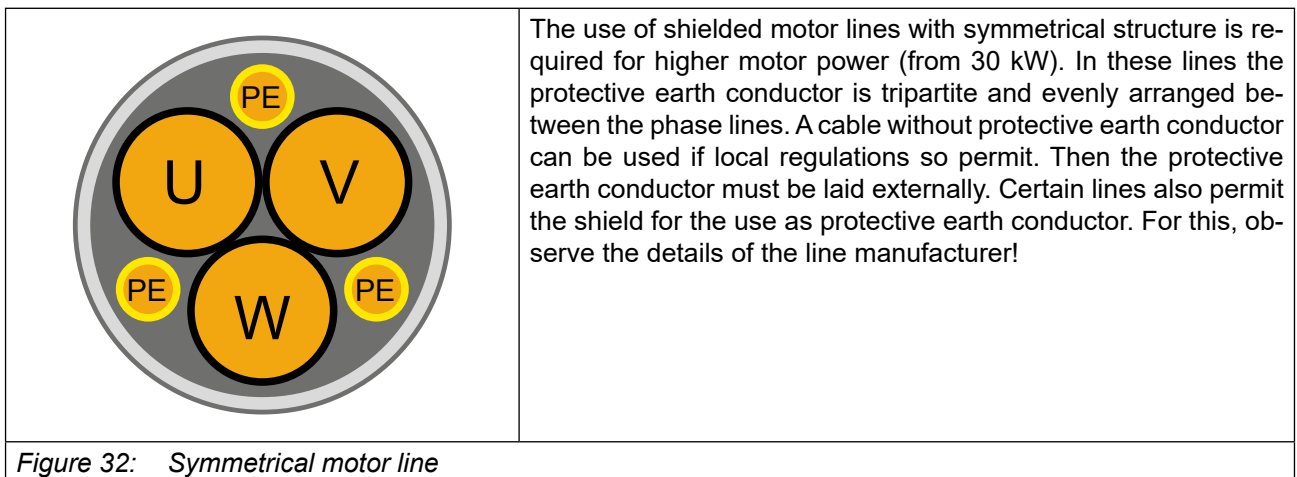 PE
U V
PE PE
W
The use of shielded motor lines with symmetrical structure is re-
quired for higher motor power (from 30 kW). In these lines the
protective earth conductor is tripartite and evenly arranged be-
tween the phase lines. A cable without protective earth conductor
can be used if local regulations so permit. Then the protective
earth conductor must be laid externally. Certain lines also permit
the shield for the use as protective earth conductor. For this, ob-
serve the details of the line manufacturer!
Figure 32: Symmetrical motor line